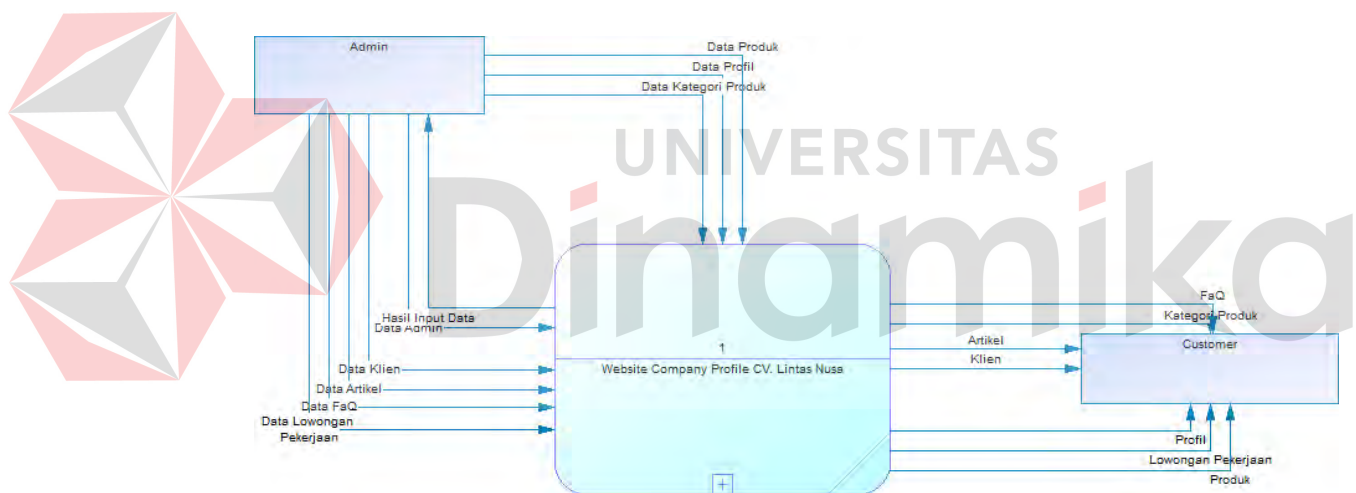 Admin
Data Produk
Data Profil
Data Kategori Produk
UNIVERSITAS
Dinamika
Hasil Input Data
Data Admin
Data Klien
Data Artikel
Data FaQ
Data Lowongan
Pekerjaan
1
Website Company Profile CV. Lintas Nusa
FaQ
Kategori Produk
Artikel
Klien
Customer
Profil
Lowongan Pekerjaan
Produk